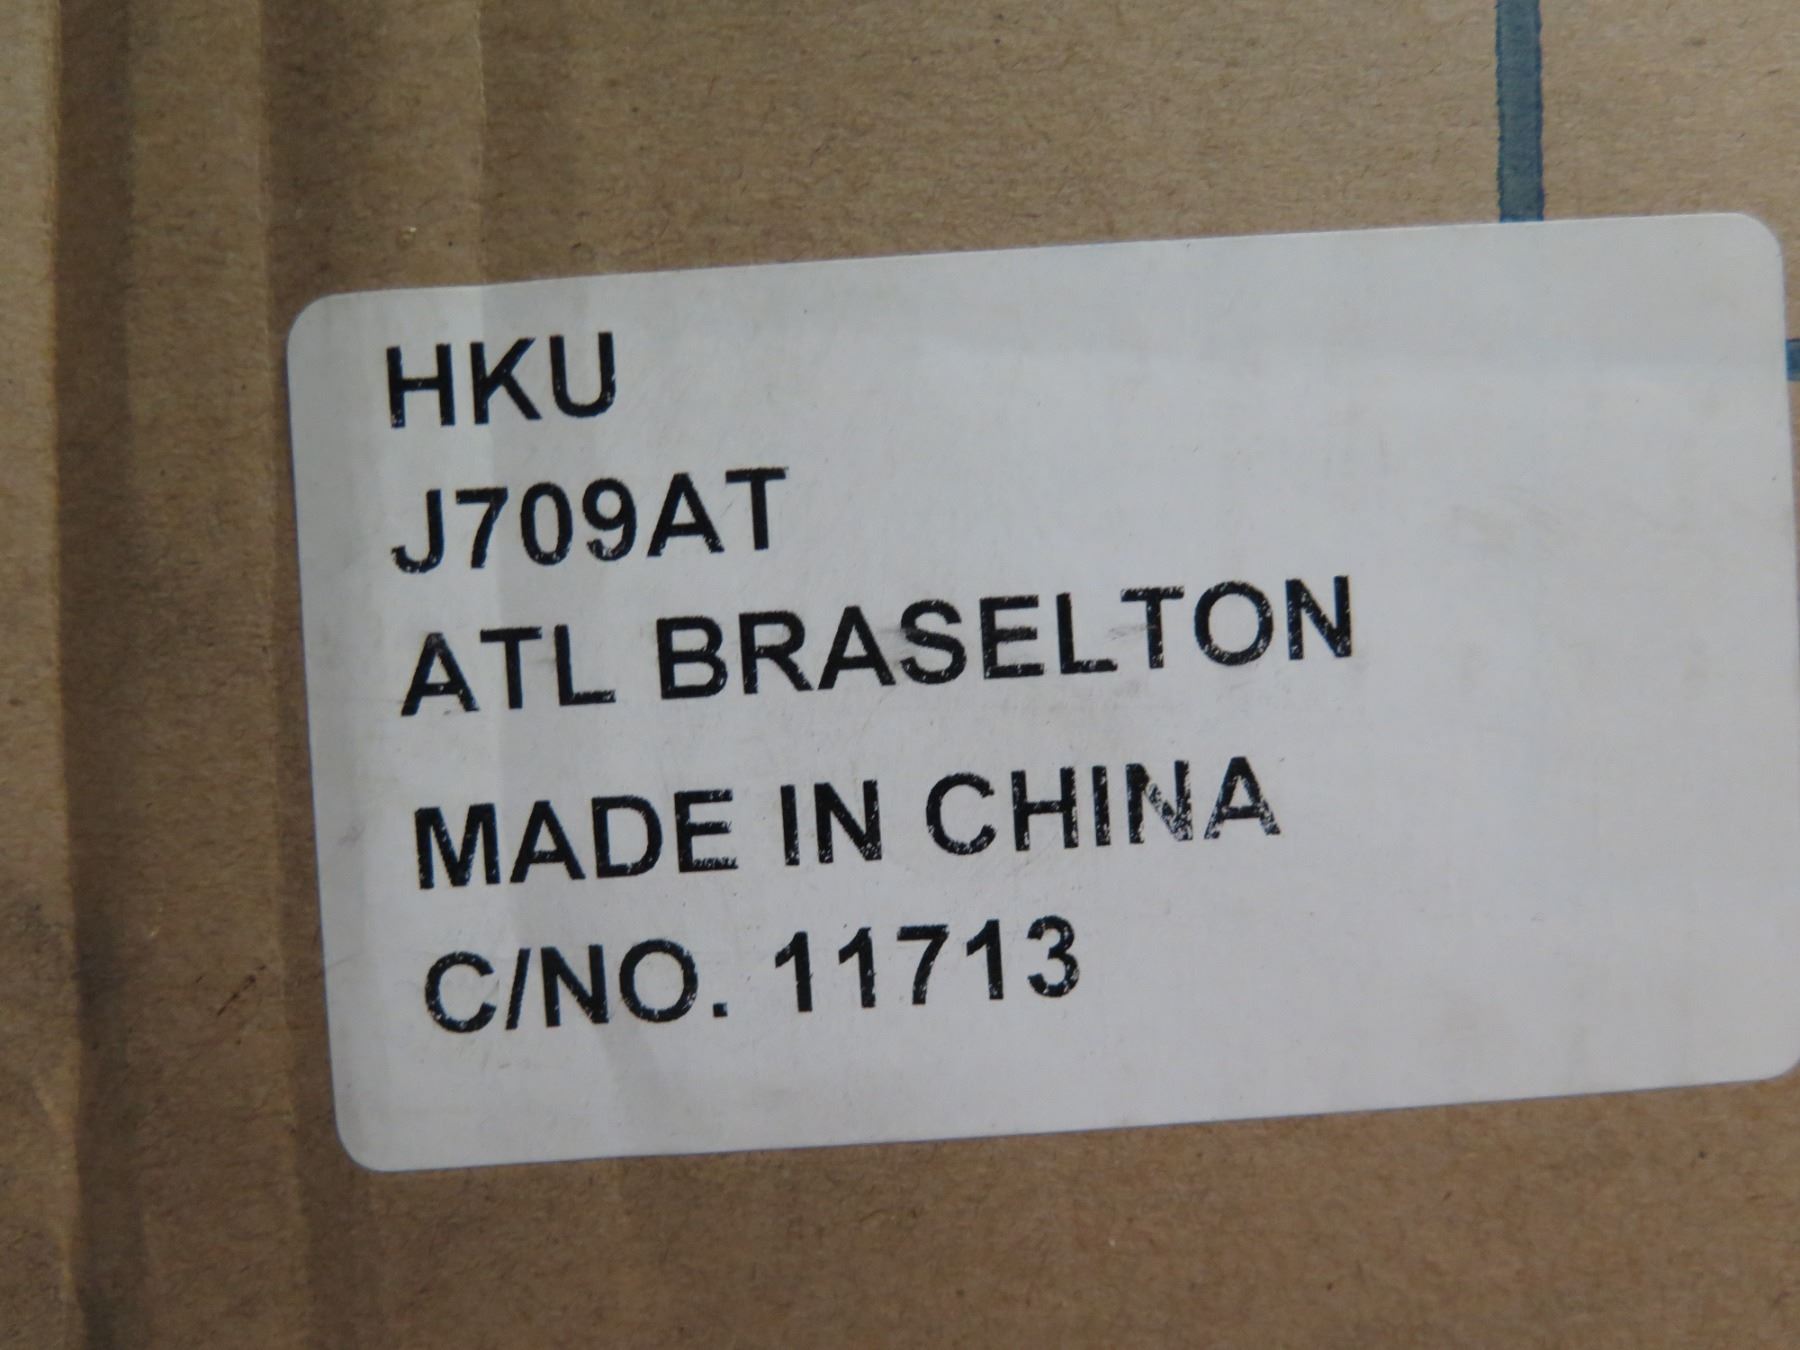 HKU
J709AT
ATL BRASELTON
MADE IN CHINA
C/NO. 11713